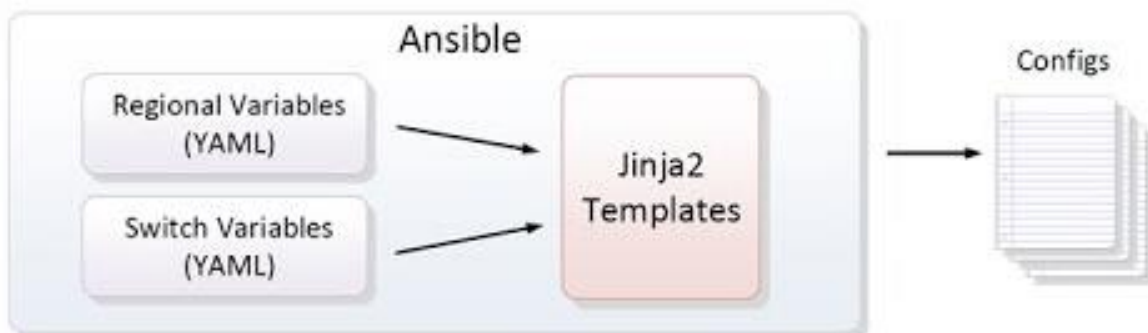 Ansible
Regional Variables
(YAML)
Switch Variables
(YAML)
Jinja2
Templates
Configs